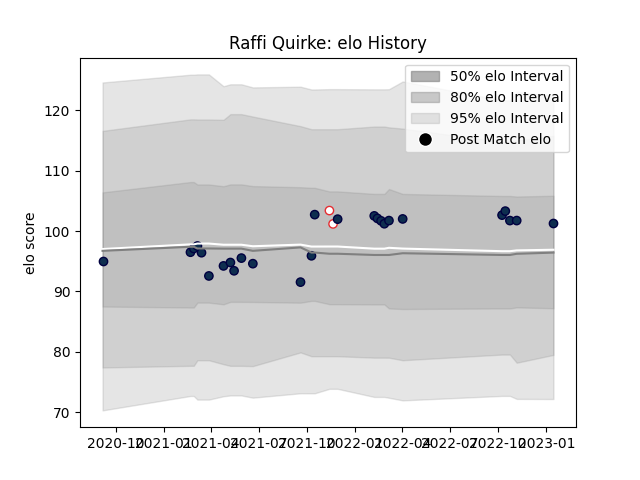 Raffi Quirke: elo History
50% elo Interval
80% elo Interval
95% elo Interval
Post Match elo
elo score
120
110
100
90
80
70
2020-10 2021-01 2021-04 2021-07 2021-10 2022-01 2022-04 2022-07 2022-10 2023-01